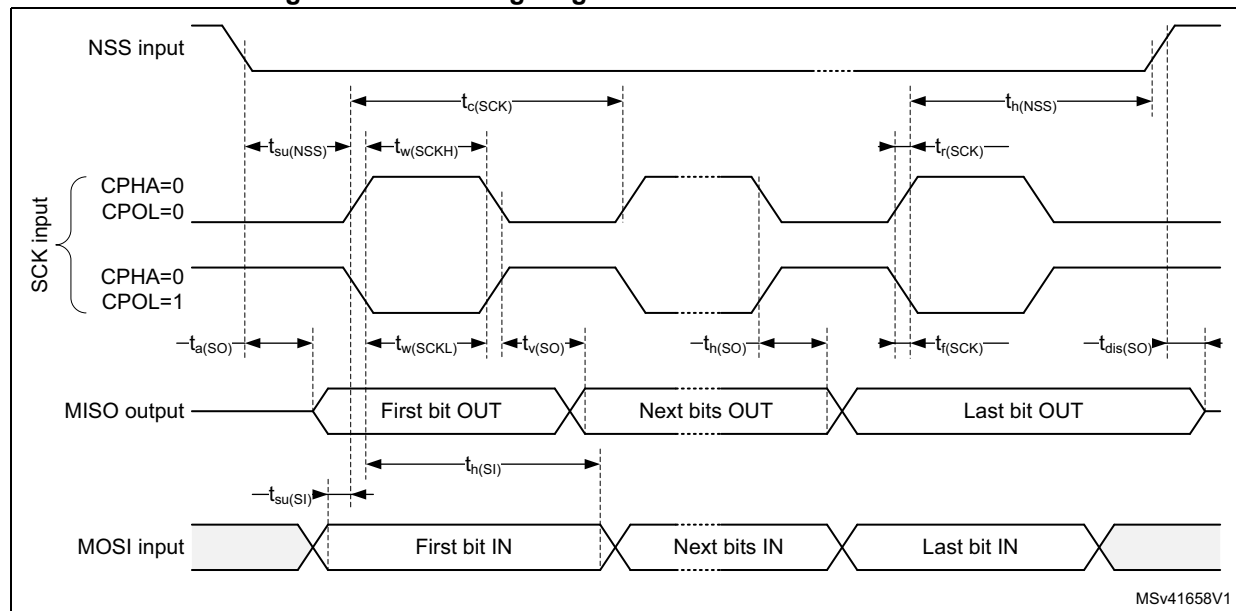 NSS input
tc(SCK)
th(NSS)
tsu(NSS)
tw(SCKH)
tr(SCK)
SCK input
CPHA=0
CPOL=0
CPHA=0
CPOL=1
ta(SO)
tw(SCKL)
tv(SO)
th(SO)
tf(SCK)
tdis(SO)
MISO output
First bit OUT
Next bits OUT
Last bit OUT
th(SI)
tsu(SI)
MOSI input
First bit IN
Next bits IN
Last bit IN
MSv41658V1